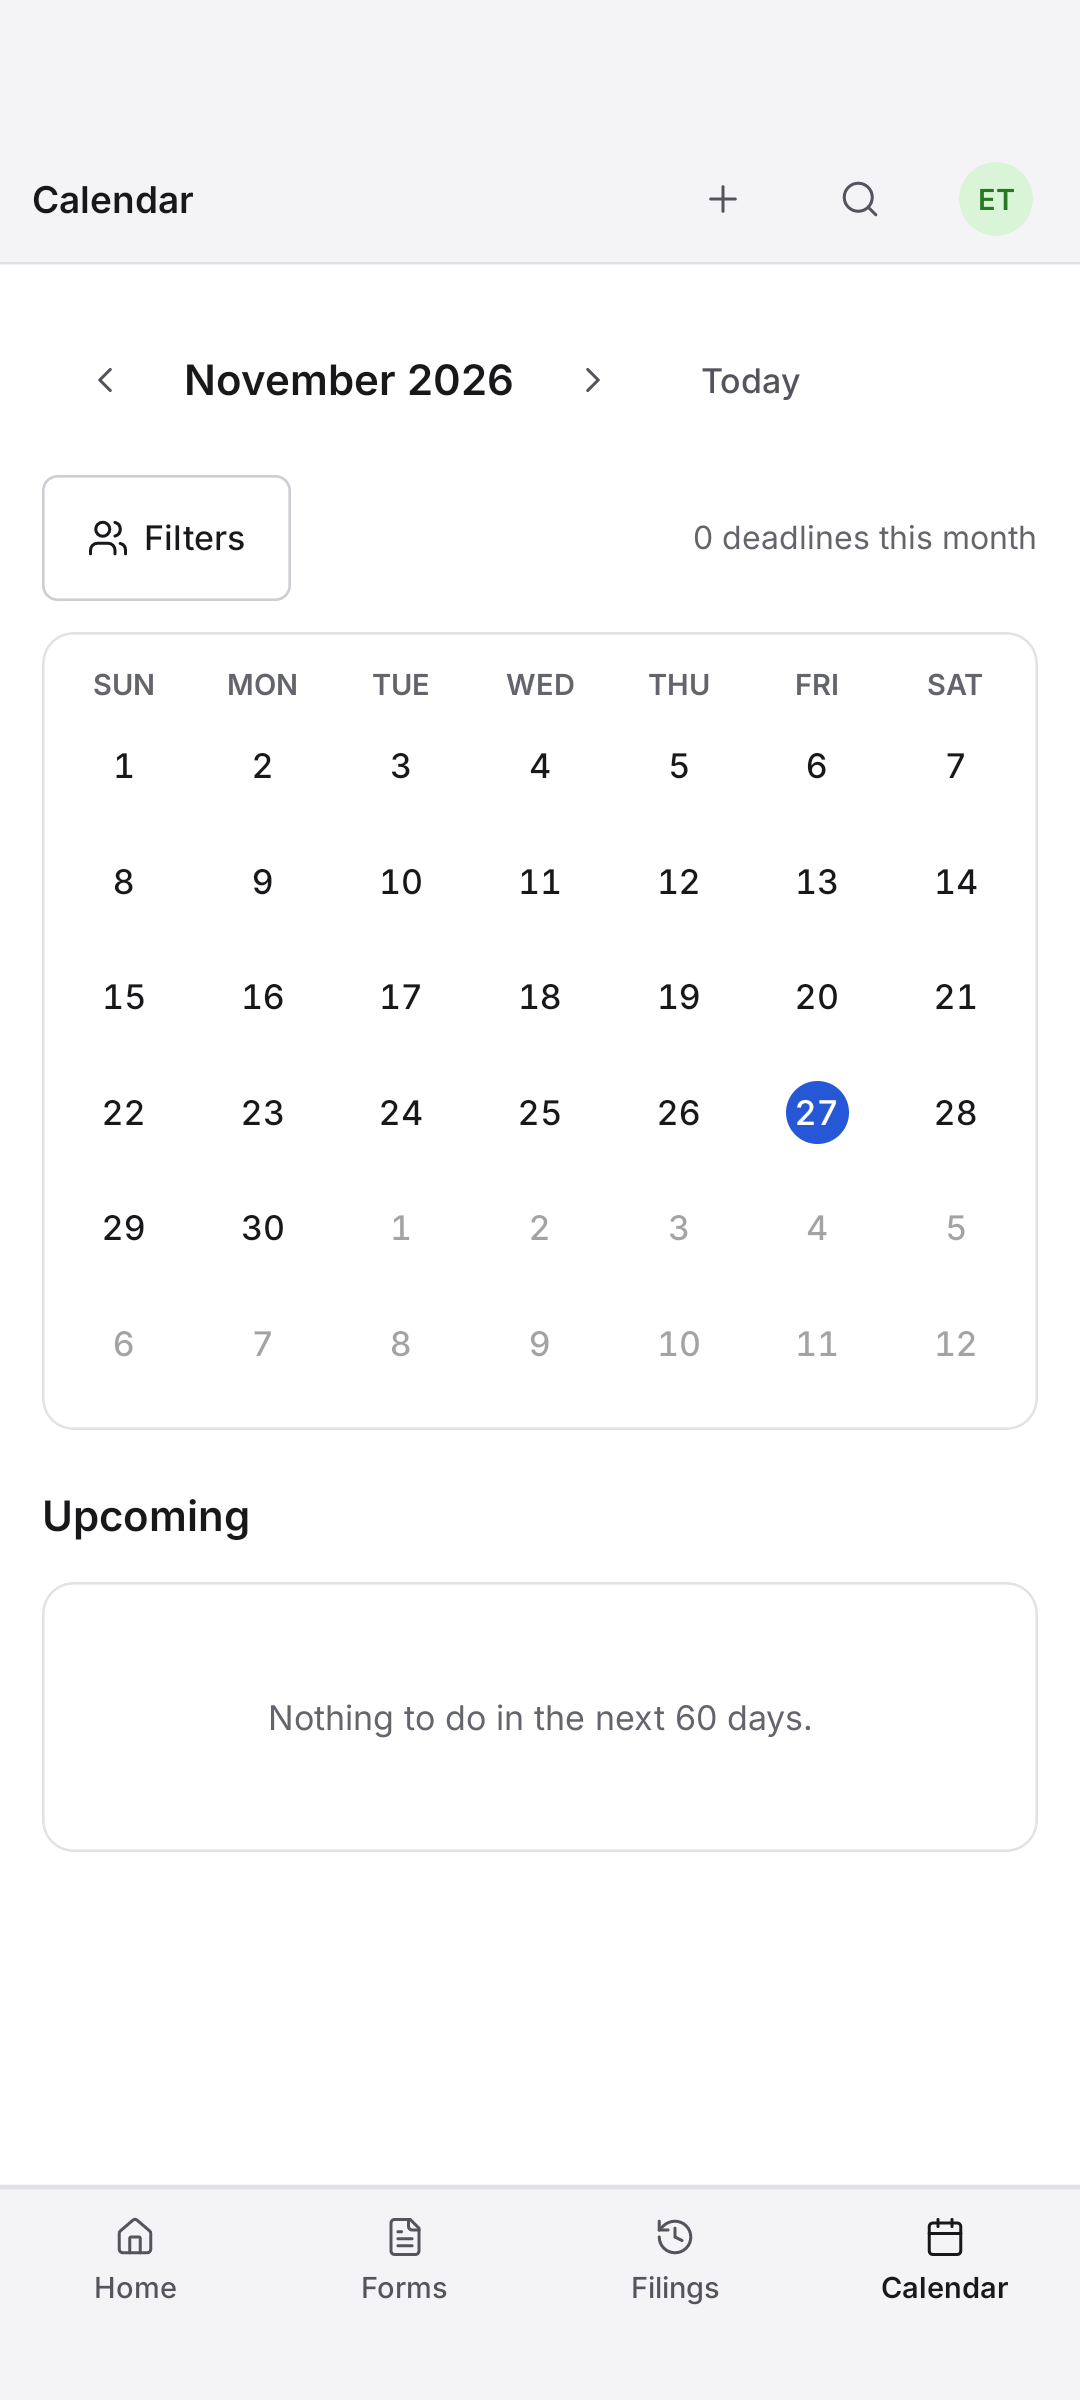 Calendar
ET
November 2026
Today
Filters
0 deadlines this month
SUN MON TUE WED THU FRI SAT
1 2 3 4 5 6 7
8 9 10 11 12 13 14
15 16 17 18 19 20 21
22 23 24 25 26 27 28
29 30 1 2 3 4 5
6 7 8 9 10 11 12
Upcoming
Nothing to do in the next 60 days.
Home Forms Filings Calendar